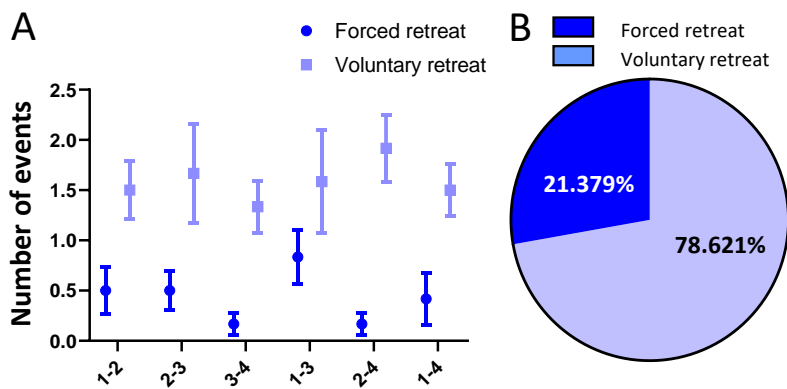 A
Forced retreat
Voluntary retreat
Number of events
2.5
2.0
1.5
1.0
0.5
0.0
1-2
2-3
3-4
1-3
2-4
1-4
B
Forced retreat
Voluntary retreat
21.379%
78.621%